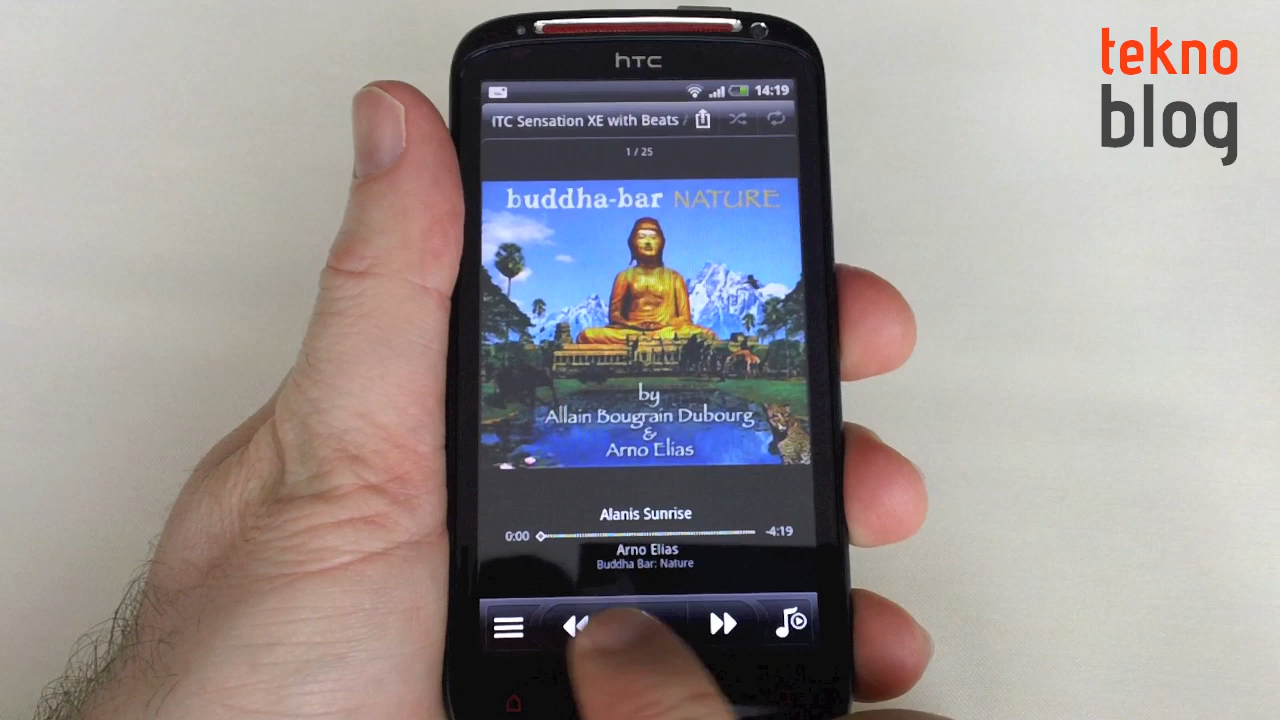 tekno
blog
hTC
14:19
ITC Sensation XE with Beats
1 / 25
buddha-bar NATURE
by
Allain Bougrain Dubourg
&
Arno Elias
Alanis Sunrise
0:00
-4:19
Arno Elias
Buddha Bar: Nature